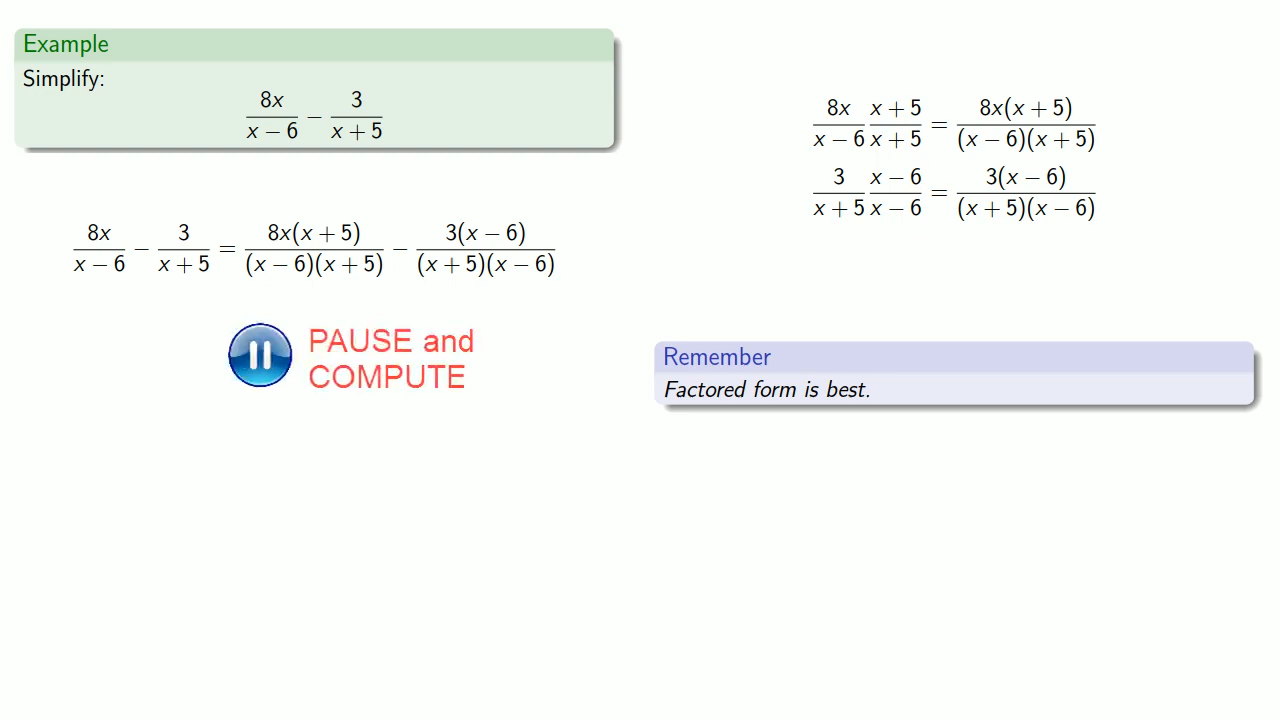 Example
Simplify:
8x/(x − 6) − 3/(x + 5)
8x/(x − 6) − 3/(x + 5) = 8x(x + 5)/((x − 6)(x + 5)) − 3(x − 6)/((x + 5)(x − 6))
PAUSE and
COMPUTE
8x/(x − 6) (x + 5)/(x + 5) = 8x(x + 5)/((x − 6)(x + 5))
3/(x + 5) (x − 6)/(x − 6) = 3(x − 6)/((x + 5)(x − 6))
Remember
Factored form is best.